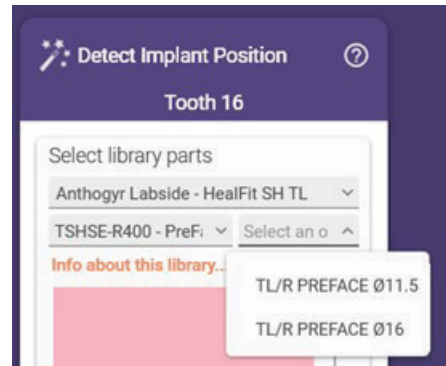 Detect Implant Position
Tooth 16
Select library parts
Anthogyr Labside - HealFit SH TL
TSHSE-R400 - PreF
Select an o
Info about this library...
TL/R PREFACE Ø11.5
TL/R PREFACE Ø16